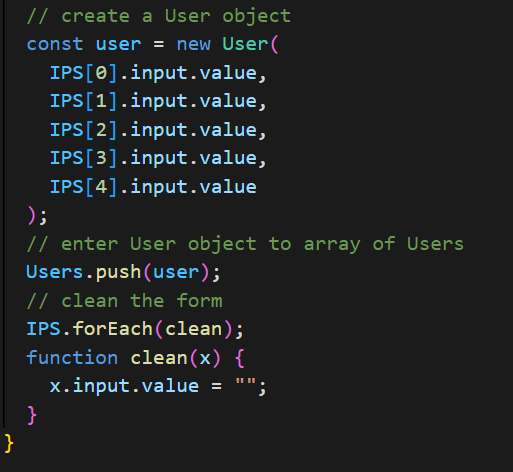 // create a User object
const user = new User(
IPS[0].input.value,
IPS[1].input.value,
IPS[2].input.value,
IPS[3].input.value,
IPS[4].input.value
);
// enter User object to array of Users
Users.push(user);
// clean the form
IPS.forEach(clean);
function clean(x) {
x.input.value = "";
}
}